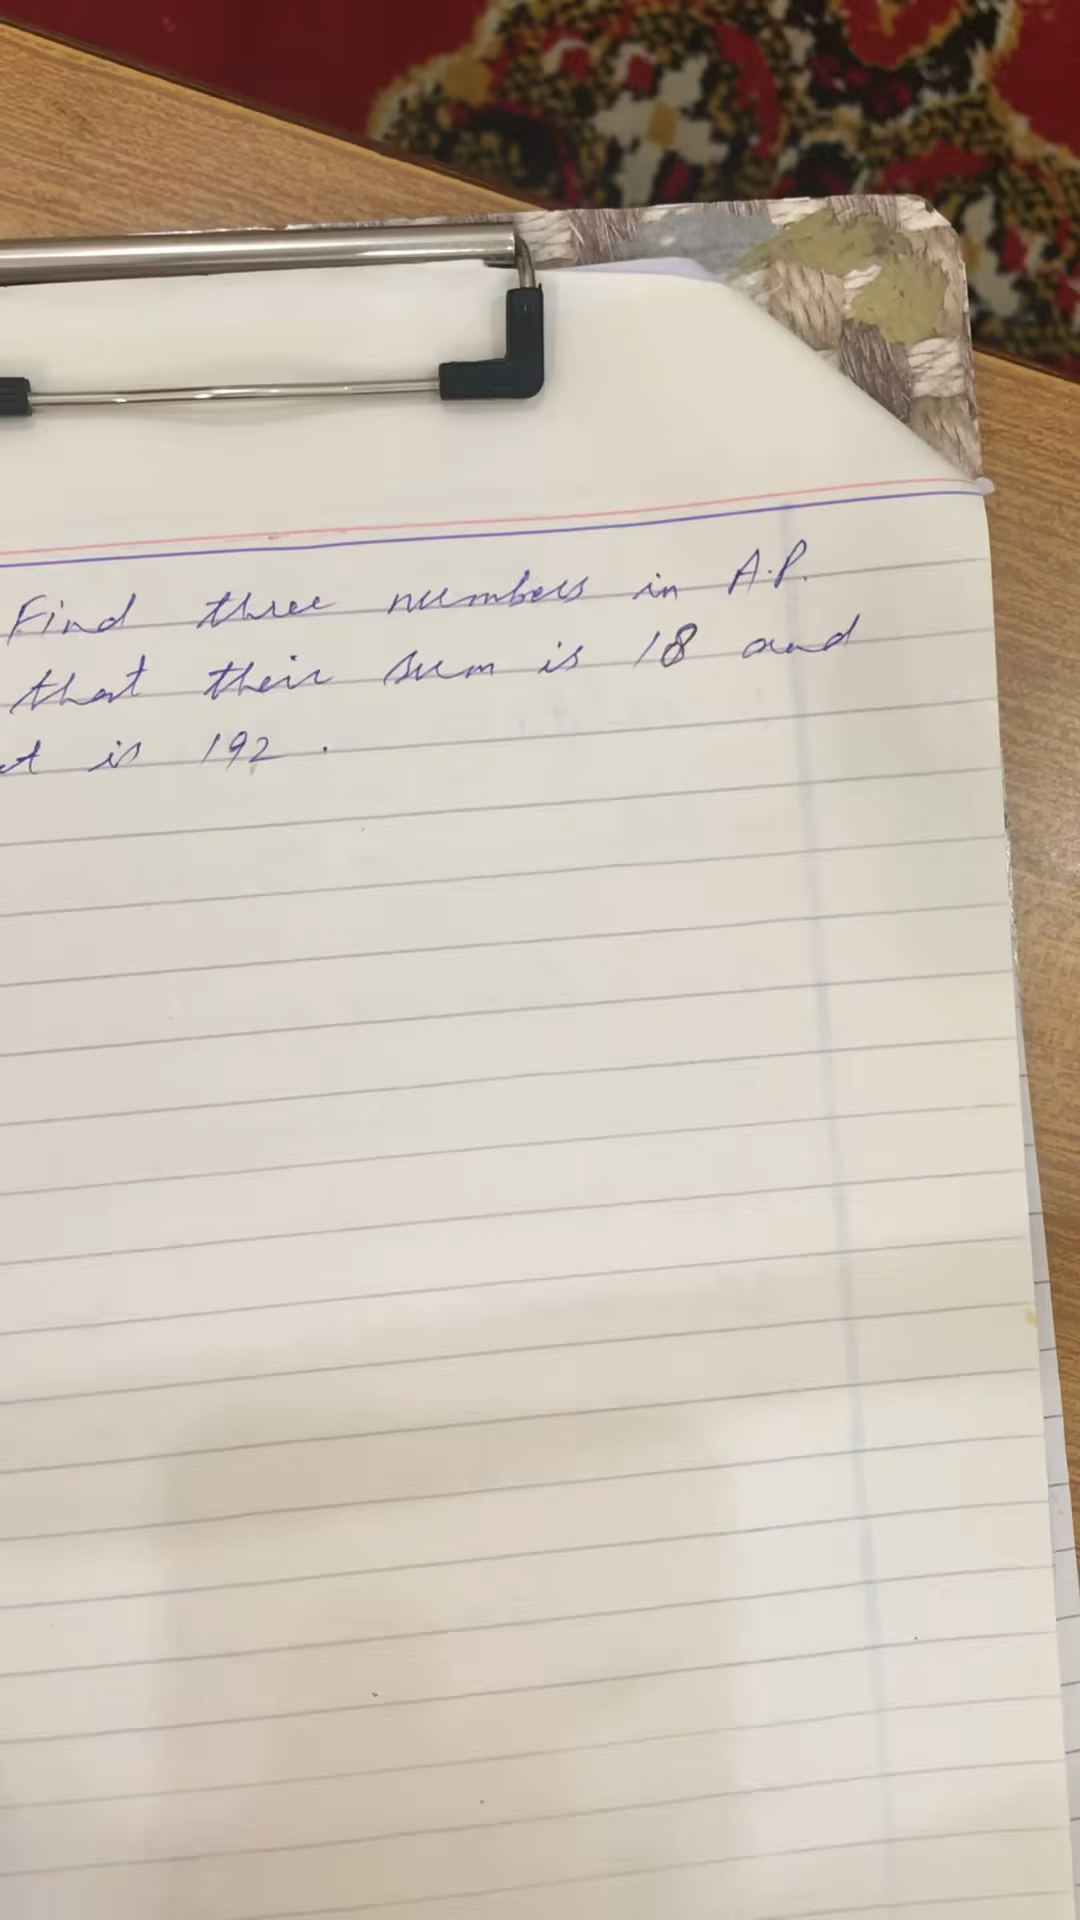 Find three numbers in A.P.
that their sum is 18 and
is 192.